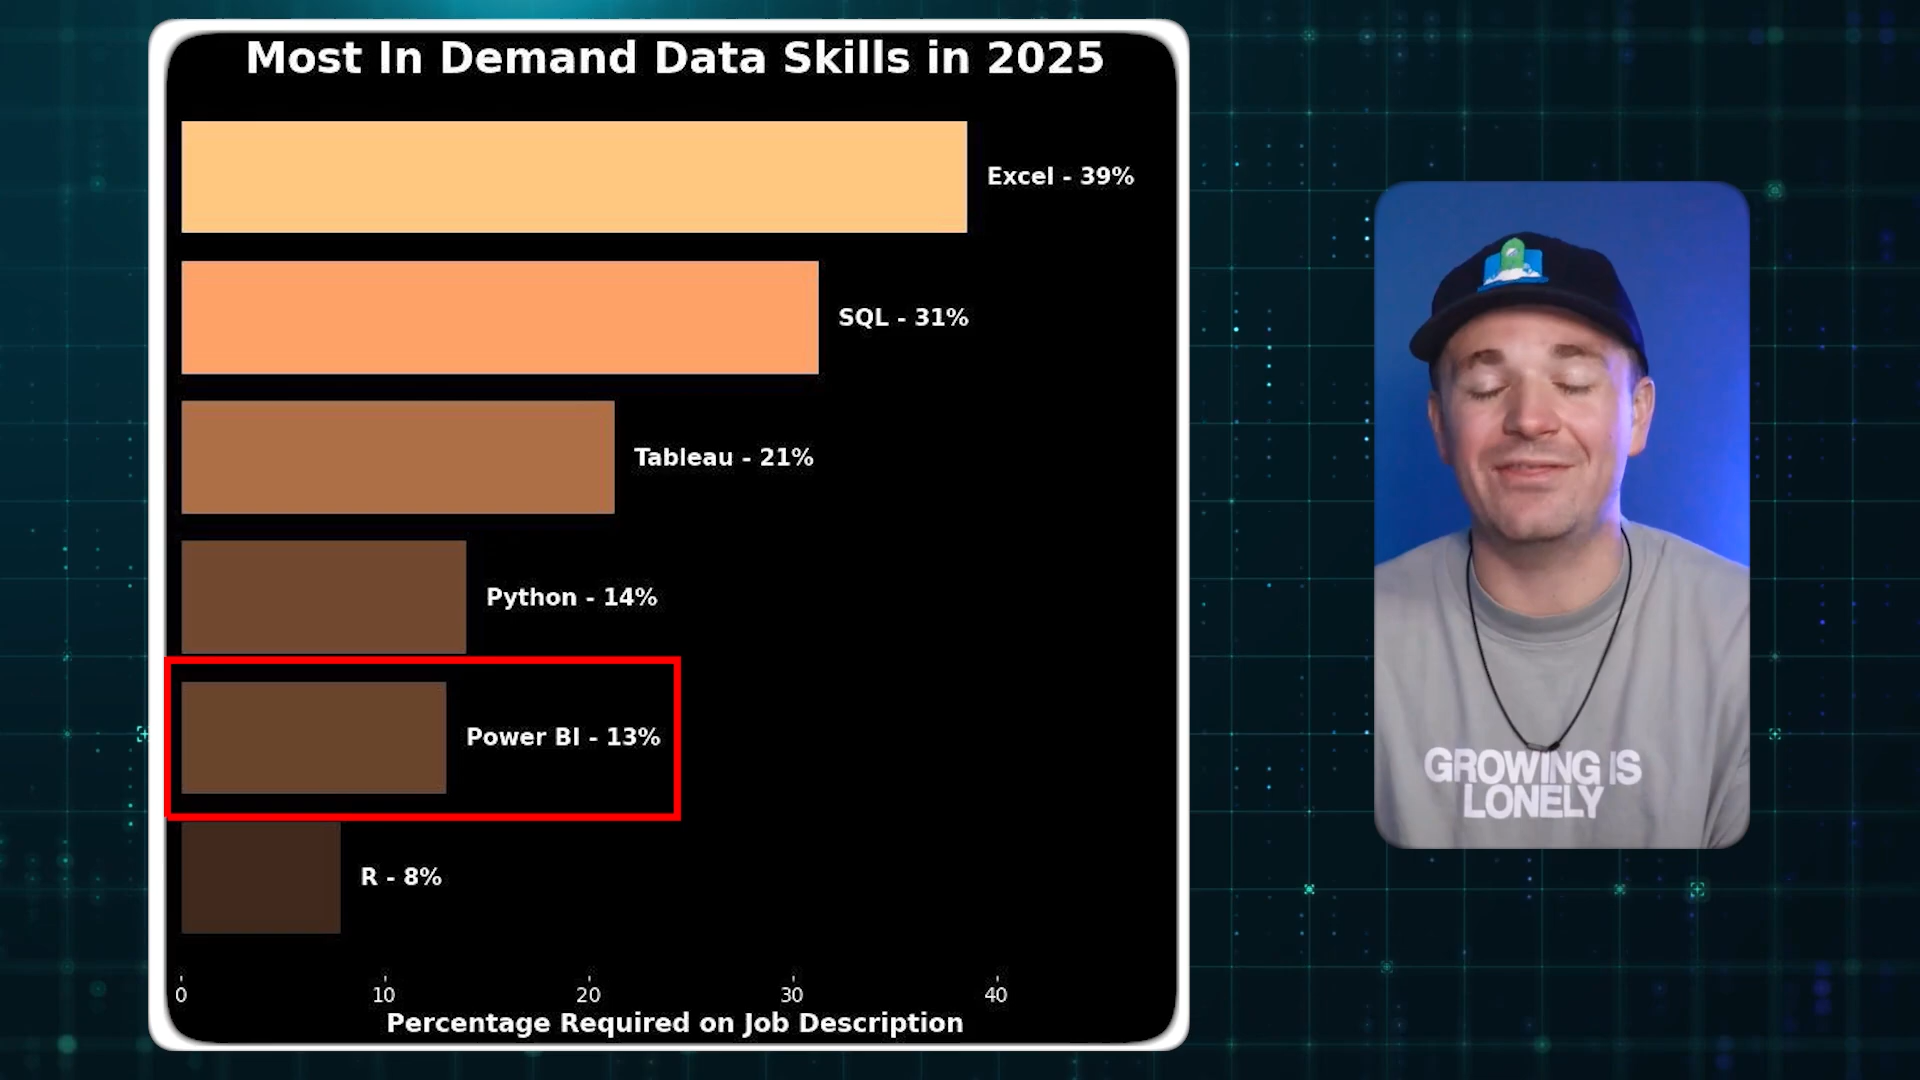 Most In Demand Data Skills in 2025
Excel - 39%
SQL - 31%
Tableau - 21%
Python - 14%
Power BI - 13%
R - 8%
0 10 20 30 40
Percentage Required on Job Description
GROWING IS
LONELY